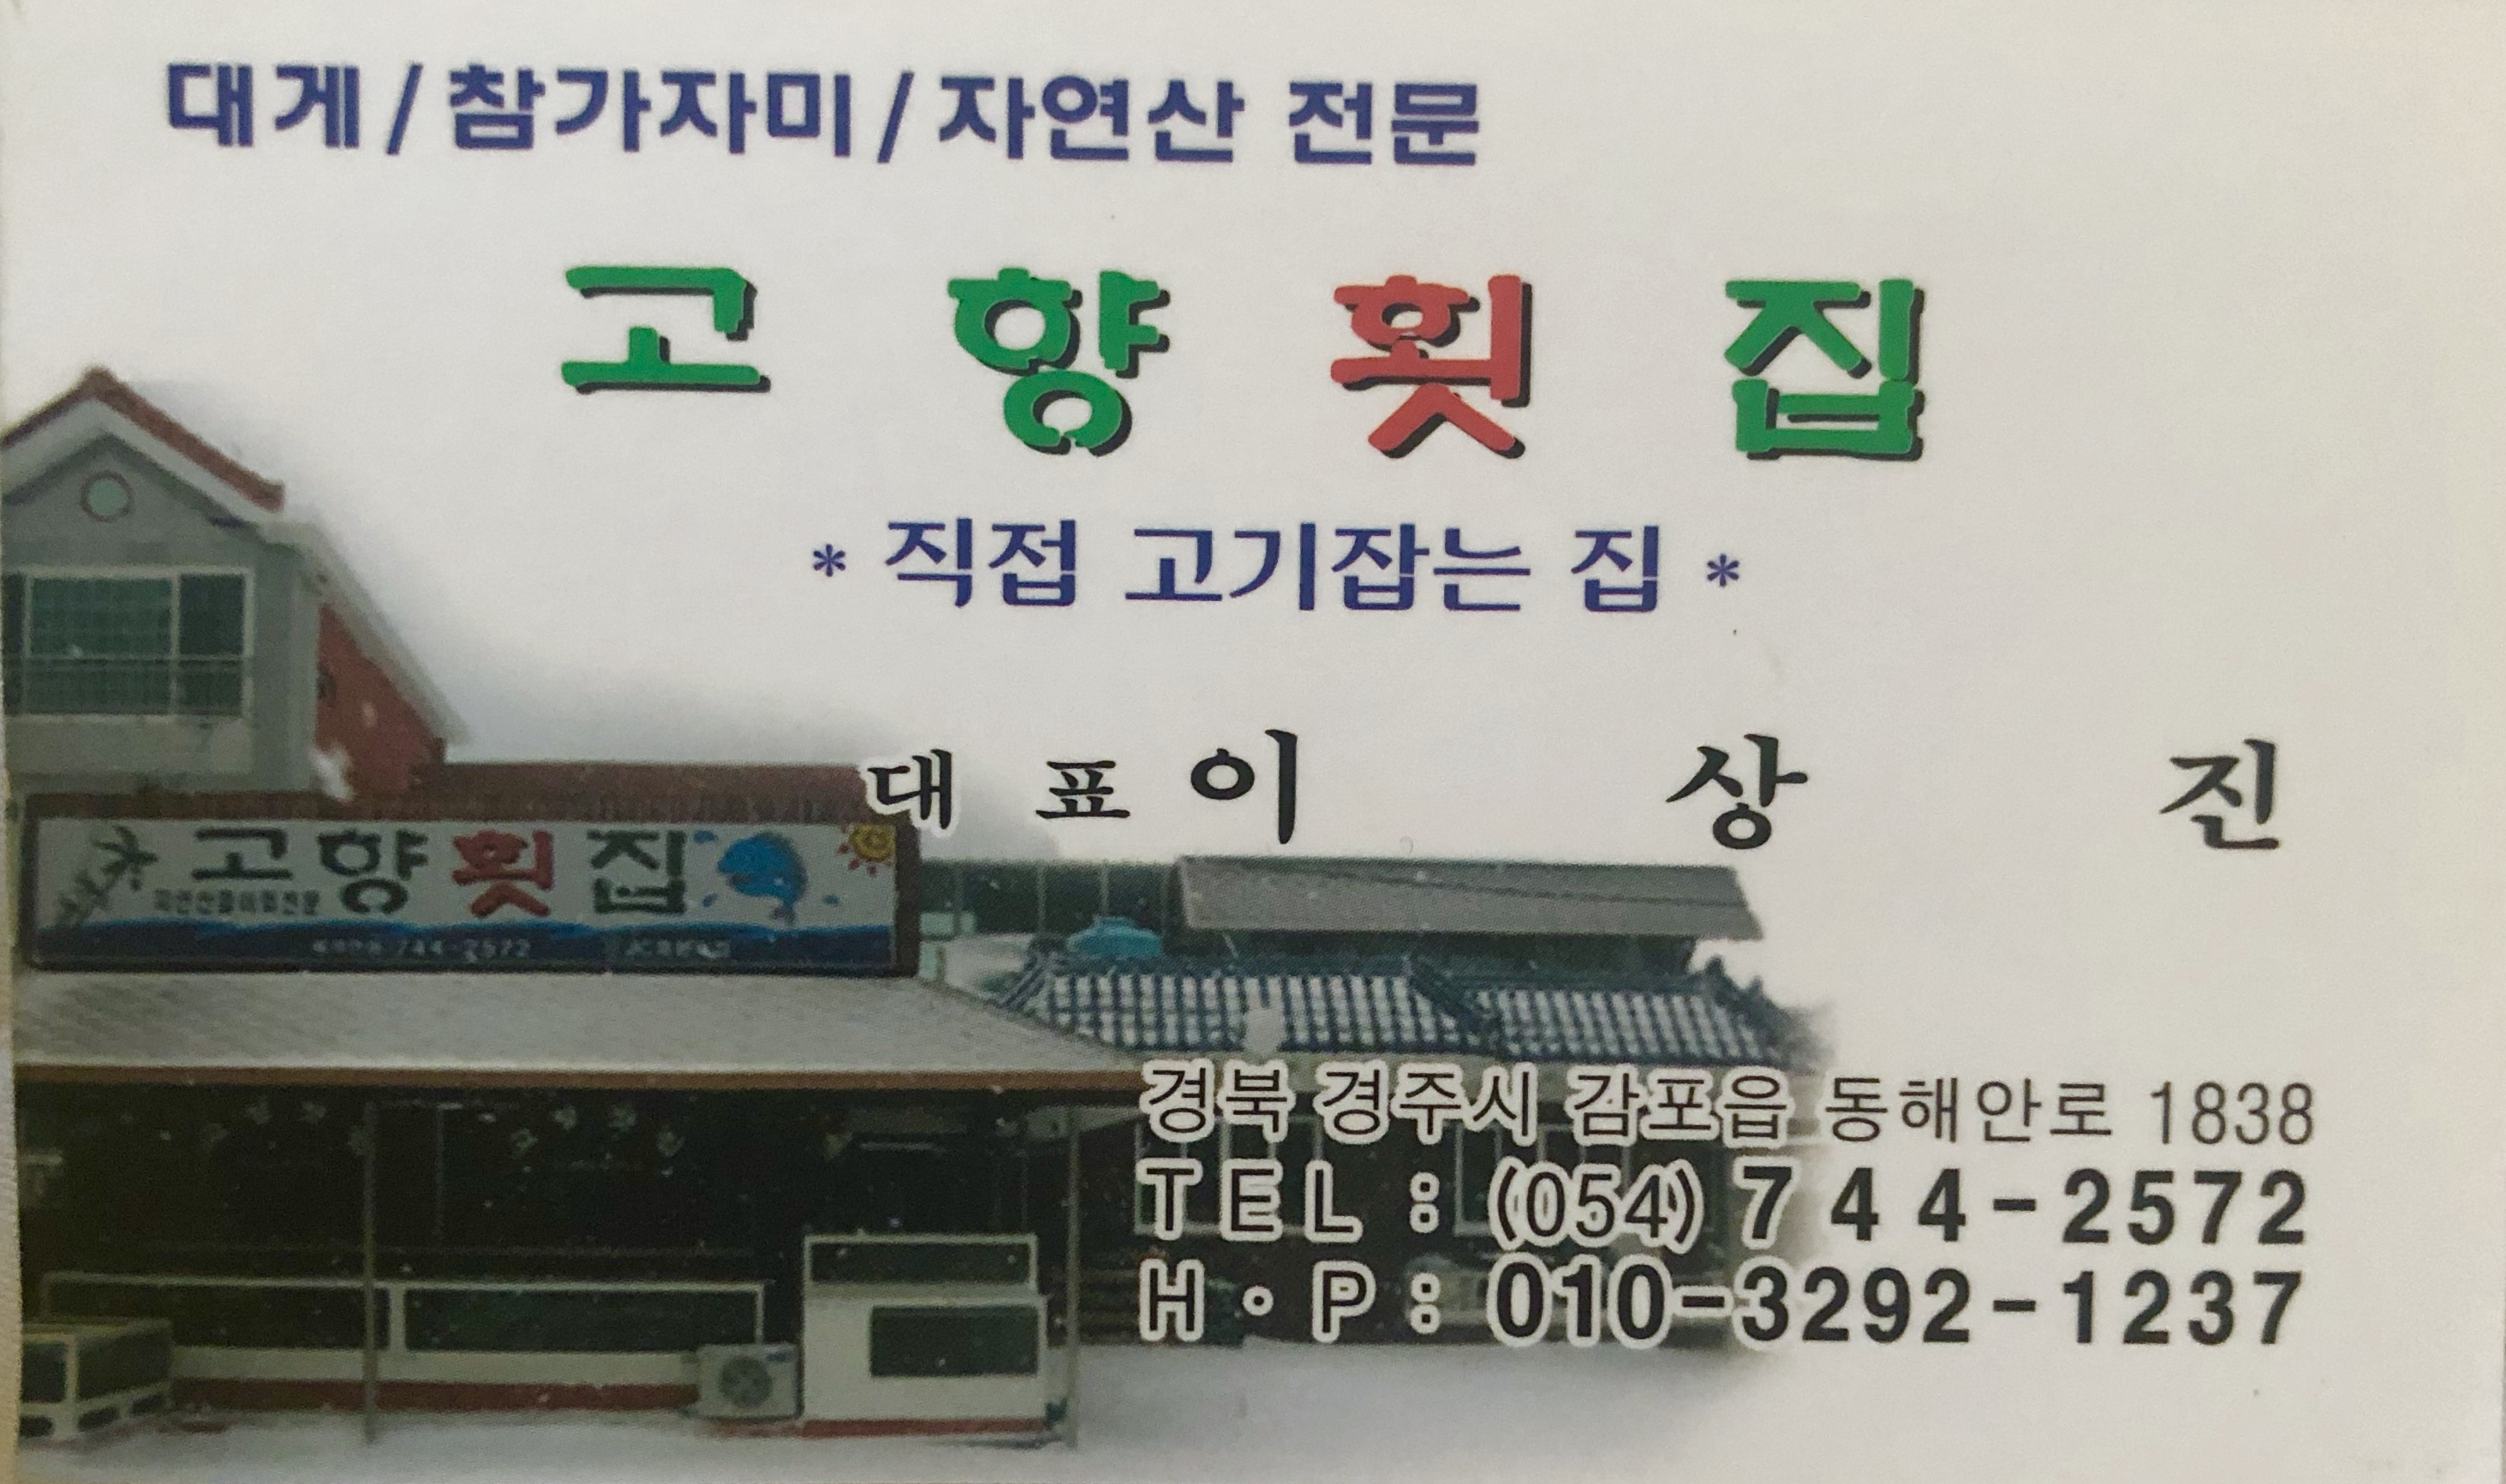 대게/참가자미/자연산 전문
고향횟집
* 직접 고기잡는 집 *
대표 이상진
고향횟집
744-2572
경북 경주시 감포읍 동해안로 1838
TEL : (054) 744-2572
H·P : 010-3292-1237